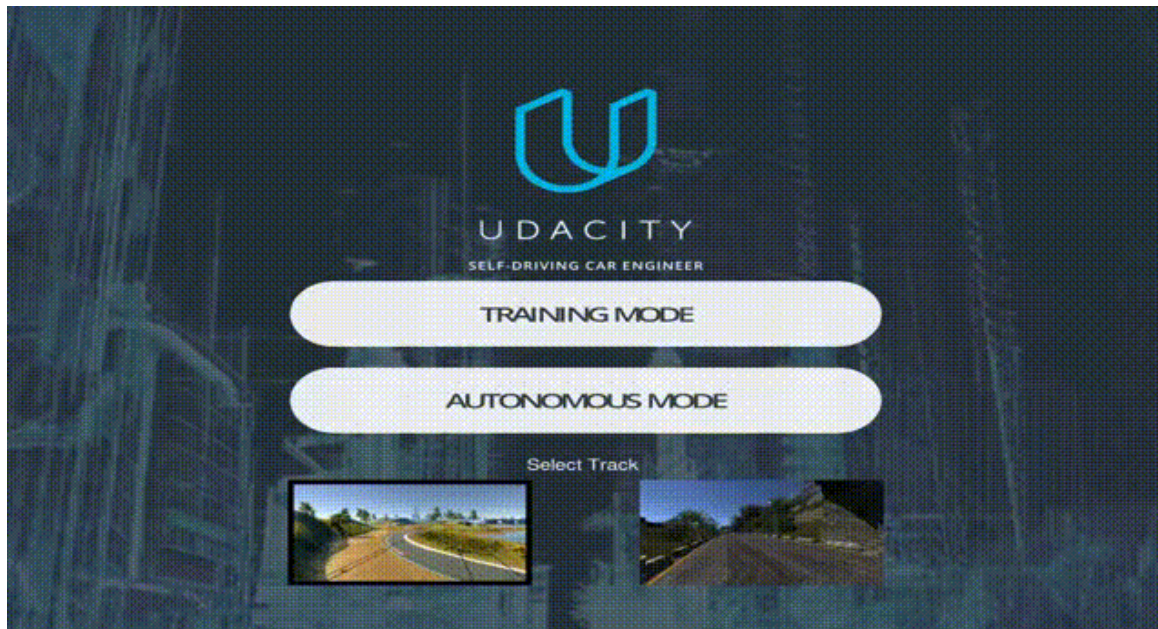 UDACITY
SELF-DRIVING CAR ENGINEER
TRAINING MODE
AUTONOMOUS MODE
Select Track